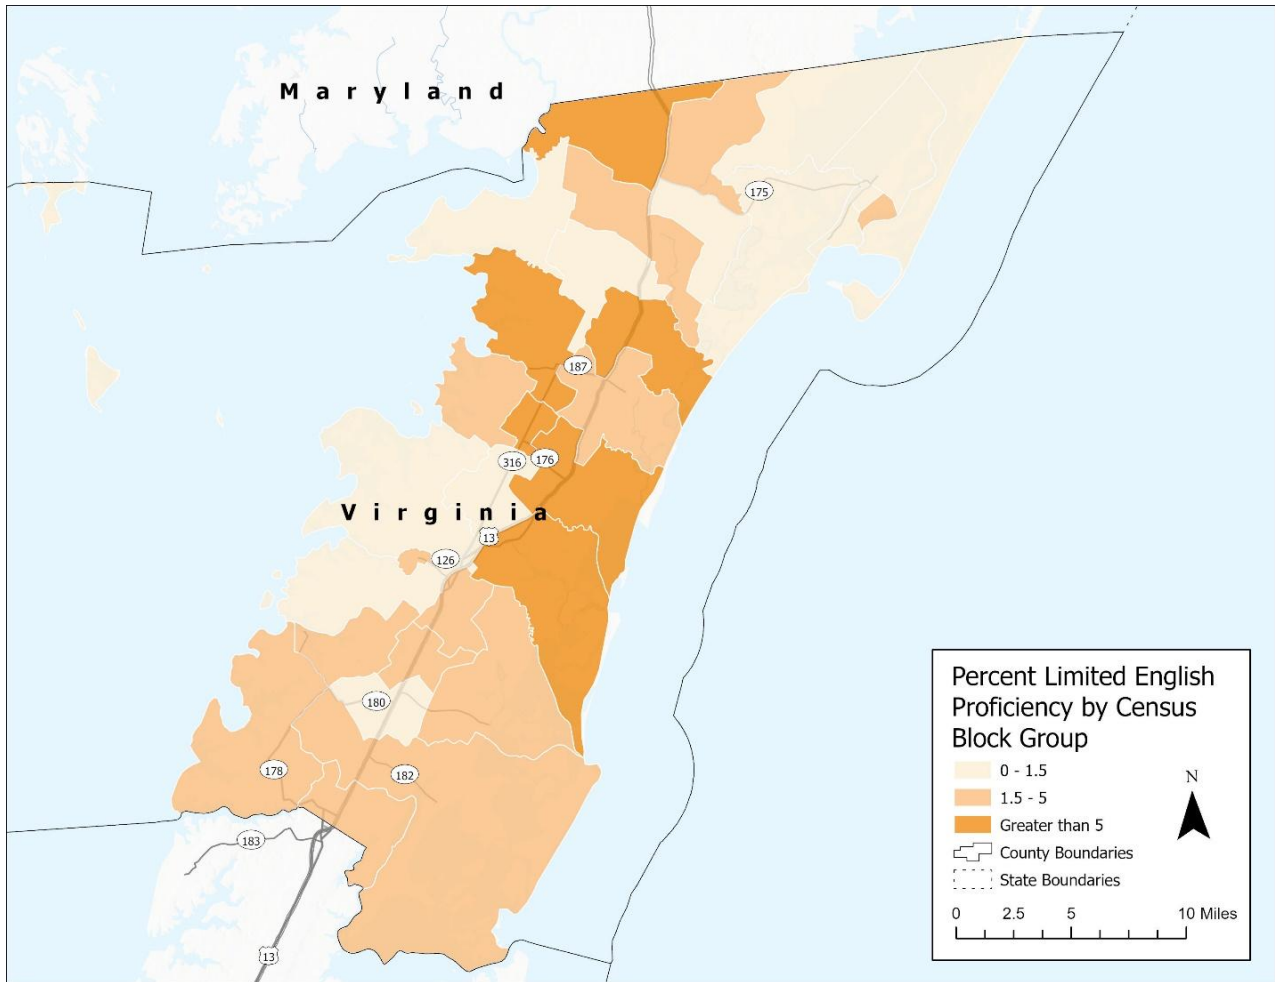 Maryland
175
187
316
176
Virginia
13
126
180
178
182
183
13
Percent Limited English
Proficiency by Census
Block Group
0 - 1.5
1.5 - 5
Greater than 5
County Boundaries
State Boundaries
N
0 2.5 5 10 Miles